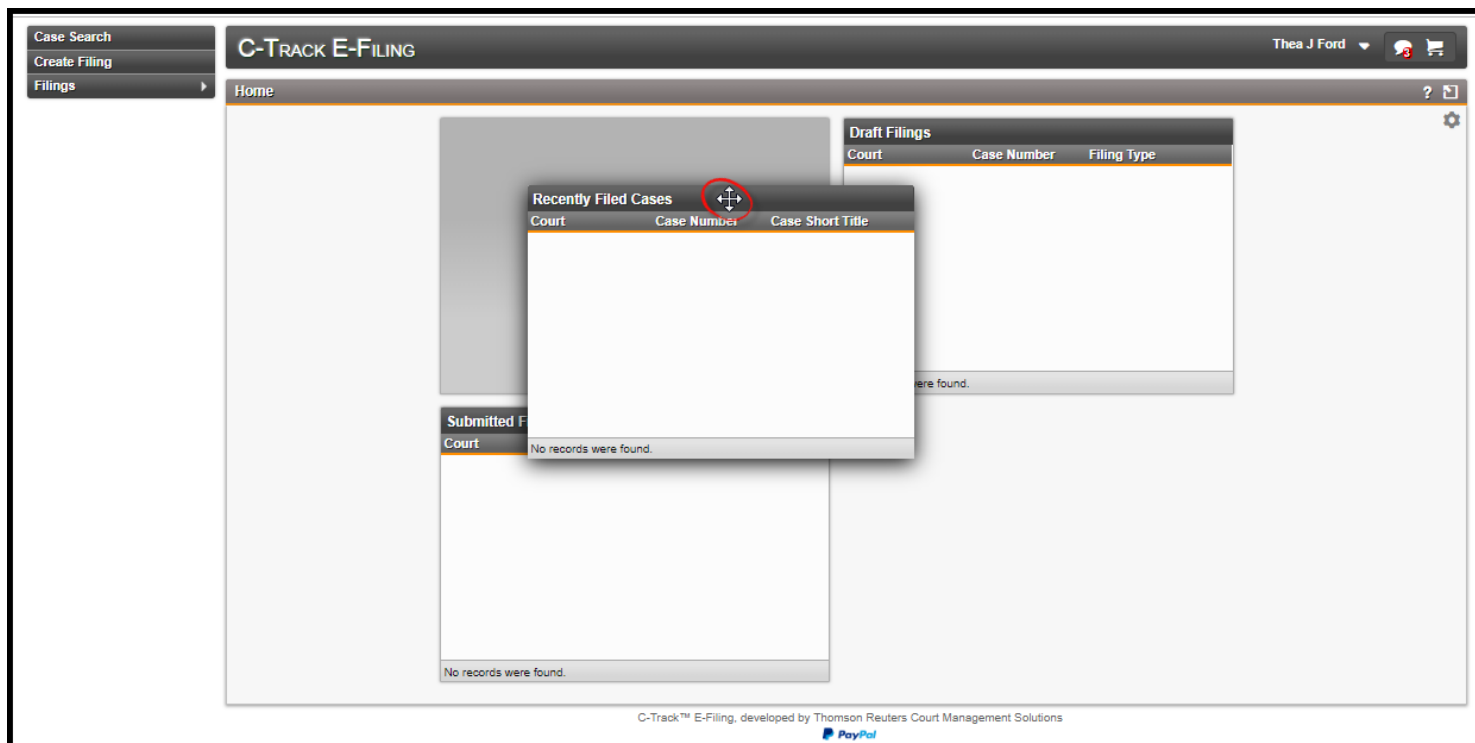 Case Search
Create Filing
Filings
C-Track E-Filing
Thea J Ford
3
Home
?
Draft Filings
Court Case Number Filing Type
Recently Filed Cases
Court Case Number Case Short Title
ere found.
Submitted F
Court
No records were found.
No records were found.
C-Track™ E-Filing, developed by Thomson Reuters Court Management Solutions
PayPal